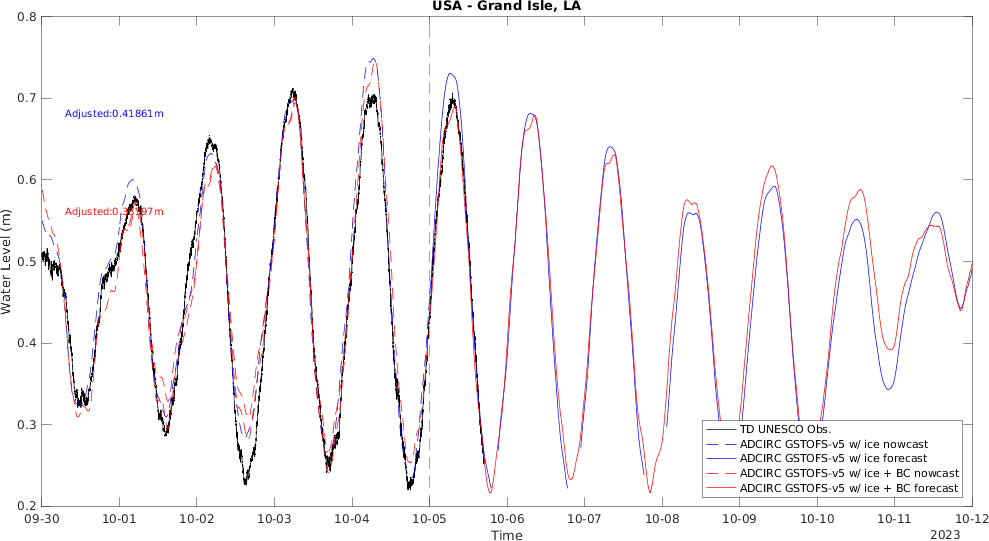 USA - Grand Isle, LA
0.8
0.7
0.6
0.5
0.4
0.3
0.2
Water Level (m)
Adjusted:0.41861m
09-30
10-01
10-02
10-03
10-04
10-05
10-06
10-07
10-08
10-09
10-10
10-11
10-12
Time
2023
TD UNESCO Obs.
ADCIRC GSTOFS-v5 w/ ice nowcast
ADCIRC GSTOFS-v5 w/ ice forecast
ADCIRC GSTOFS-v5 w/ ice + BC nowcast
ADCIRC GSTOFS-v5 w/ ice + BC forecast